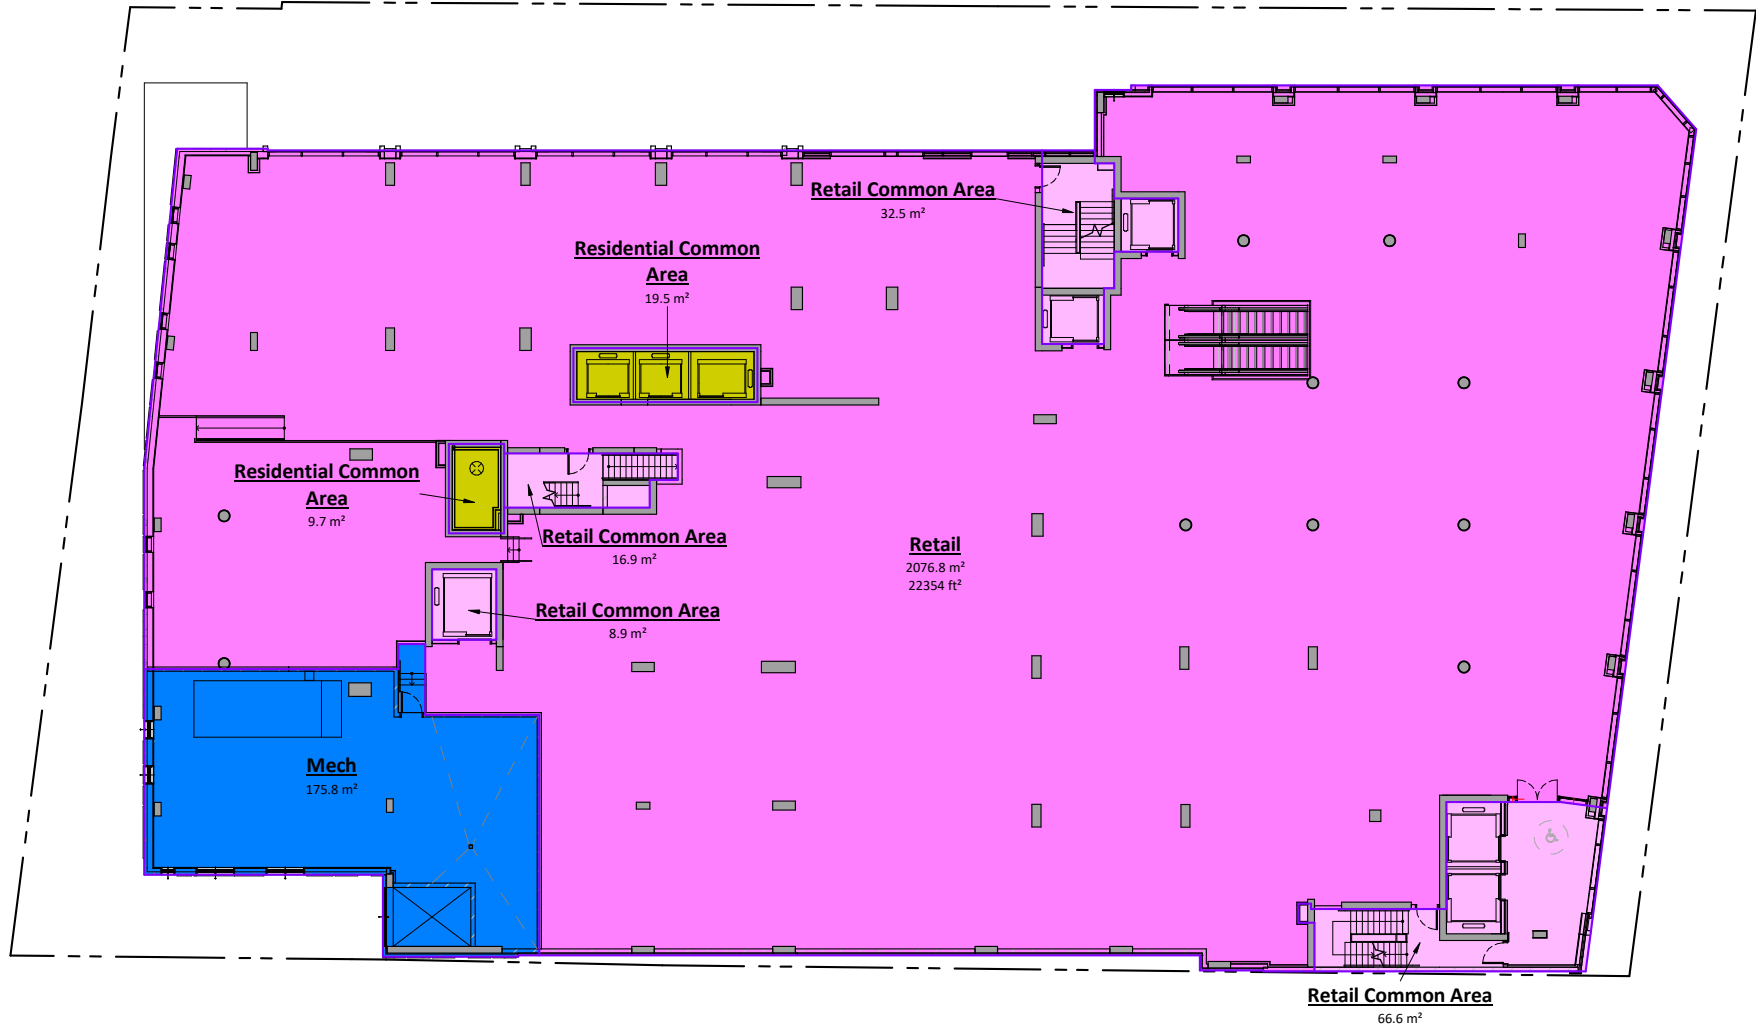 Retail Common Area
32.5 m²
Residential Common
Area
19.5 m²
Residential Common
Area
9.7 m²
Retail Common Area
16.9 m²
Retail
2076.8 m²
22354 ft²
Retail Common Area
8.9 m²
Mech
175.8 m²
Retail Common Area
66.6 m²